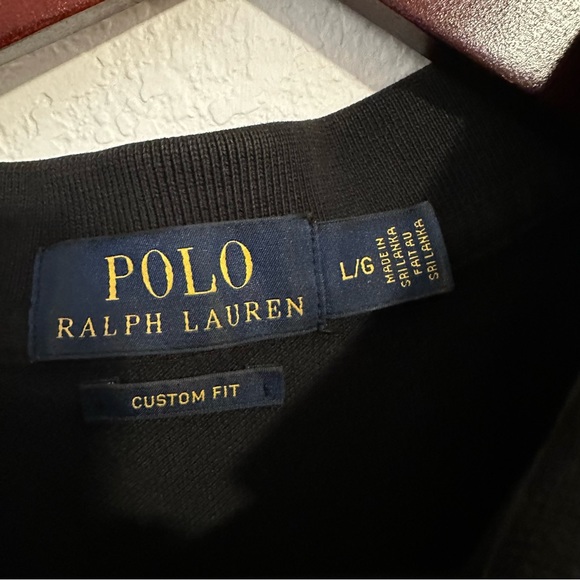 POLO
RALPH LAUREN
L/G
MADE IN
SRI LANKA
FAIT AU
SRI LANKA
CUSTOM FIT